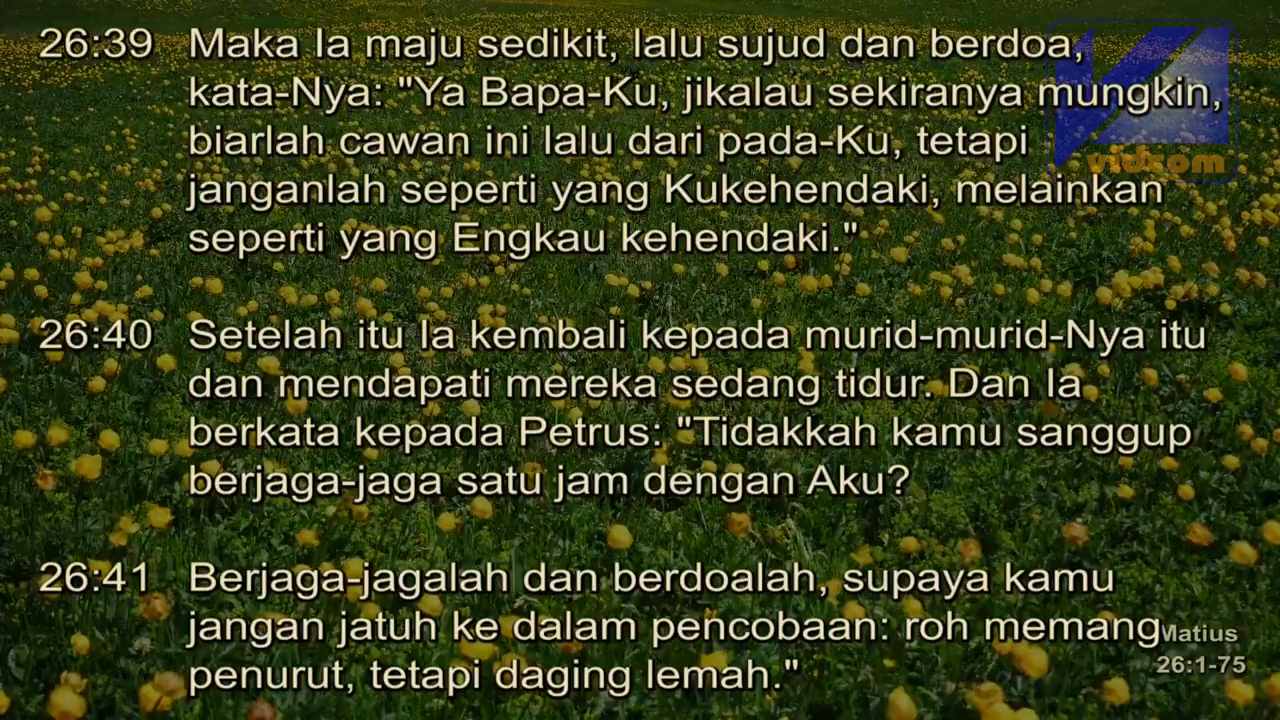 26:39 Maka Ia maju sedikit, lalu sujud dan berdoa,
kata-Nya: "Ya Bapa-Ku, jikalau sekiranya mungkin,
biarlah cawan ini lalu dari pada-Ku, tetapi
janganlah seperti yang Kukehendaki, melainkan
seperti yang Engkau kehendaki."
26:40 Setelah itu Ia kembali kepada murid-murid-Nya itu
dan mendapati mereka sedang tidur. Dan Ia
berkata kepada Petrus: "Tidakkah kamu sanggup
berjaga-jaga satu jam dengan Aku?
26:41 Berjaga-jagalah dan berdoalah, supaya kamu
jangan jatuh ke dalam pencobaan: roh memang
penurut, tetapi daging lemah."
vidcom
Matius
26:1-75